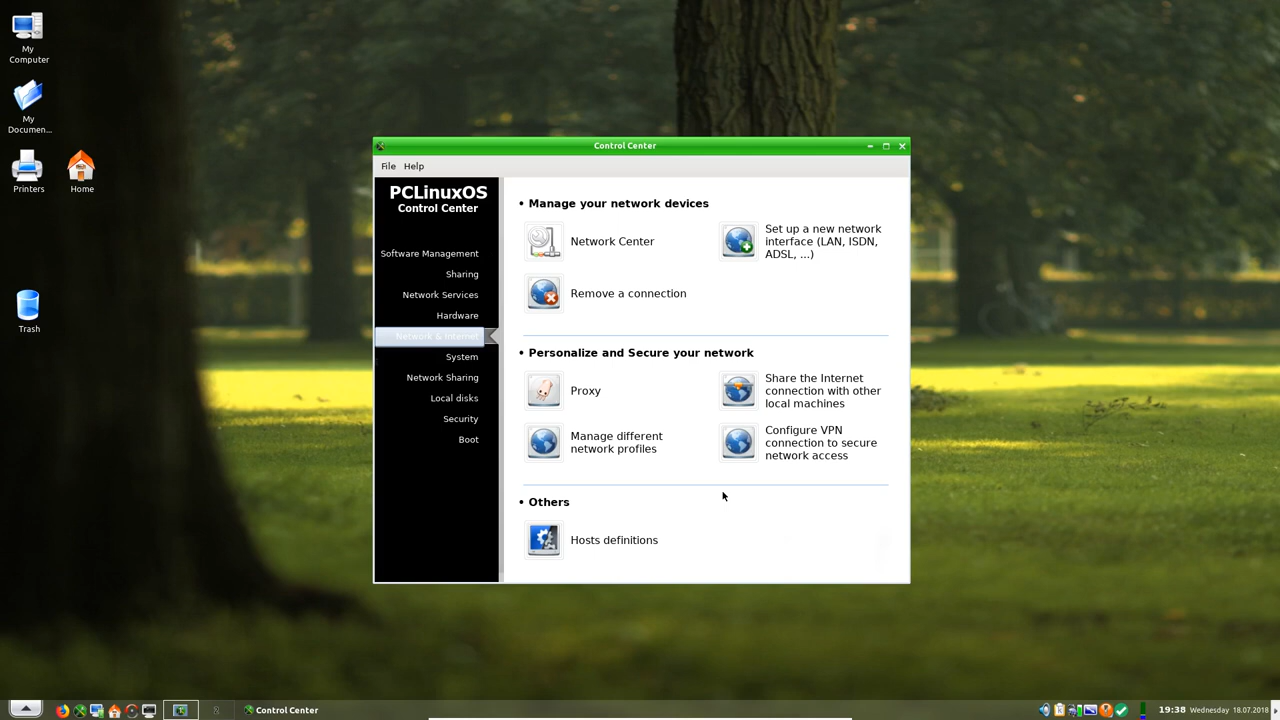 My
Computer
My
Documen...
Printers
Home
Trash
Control Center
File Help
PCLinuxOS
Control Center
Software Management
Sharing
Network Services
Hardware
Network & Internet
System
Network Sharing
Local disks
Security
Boot
• Manage your network devices
Network Center
Set up a new network
interface (LAN, ISDN,
ADSL, ...)
Remove a connection
• Personalize and Secure your network
Proxy
Share the Internet
connection with other
local machines
Manage different
network profiles
Configure VPN
connection to secure
network access
• Others
Hosts definitions
2
Control Center
19:38 Wednesday 18.07.2018